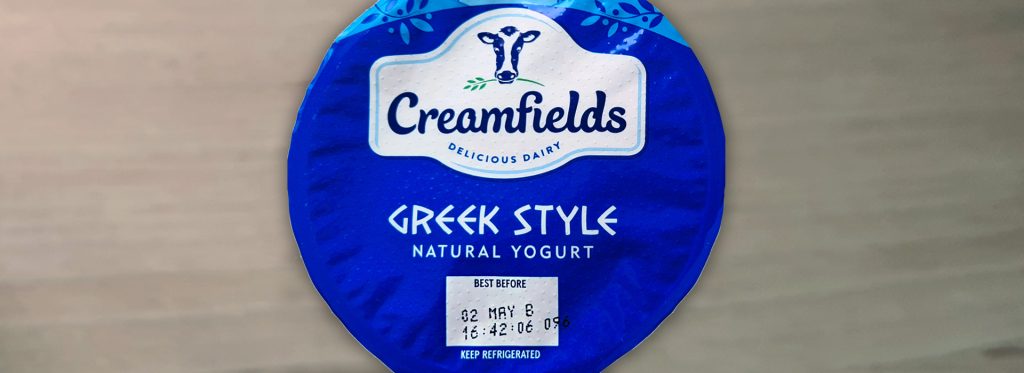 Creamfields
DELICIOUS DAIRY
GREEK STYLE
NATURAL YOGURT
BEST BEFORE
02 MAY B
16:42:06 096
KEEP REFRIGERATED